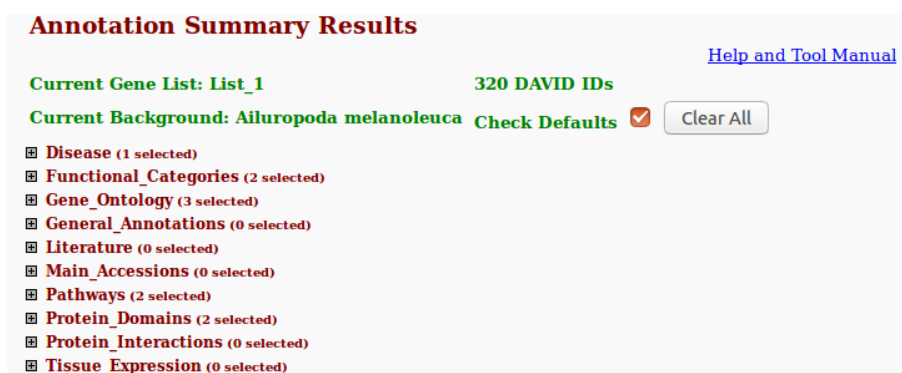 Annotation Summary Results
Help and Tool Manual
Current Gene List: List_1 320 DAVID IDs
Current Background: Ailuropoda melanoleuca Check Defaults Clear All
Disease (1 selected)
Functional_Categories (2 selected)
Gene_Ontology (3 selected)
General_Annotations (0 selected)
Literature (0 selected)
Main_Accessions (0 selected)
Pathways (2 selected)
Protein_Domains (2 selected)
Protein_Interactions (0 selected)
Tissue_Expression (0 selected)